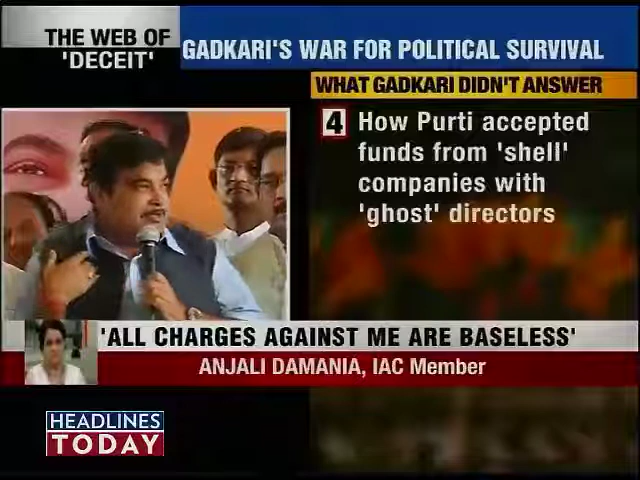 THE WEB OF
'DECEIT'
GADKARI'S WAR FOR POLITICAL SURVIVAL
WHAT GADKARI DIDN'T ANSWER
4 How Purti accepted
funds from 'shell'
companies with
'ghost' directors
'ALL CHARGES AGAINST ME ARE BASELESS'
ANJALI DAMANIA, IAC Member
HEADLINES
TODAY